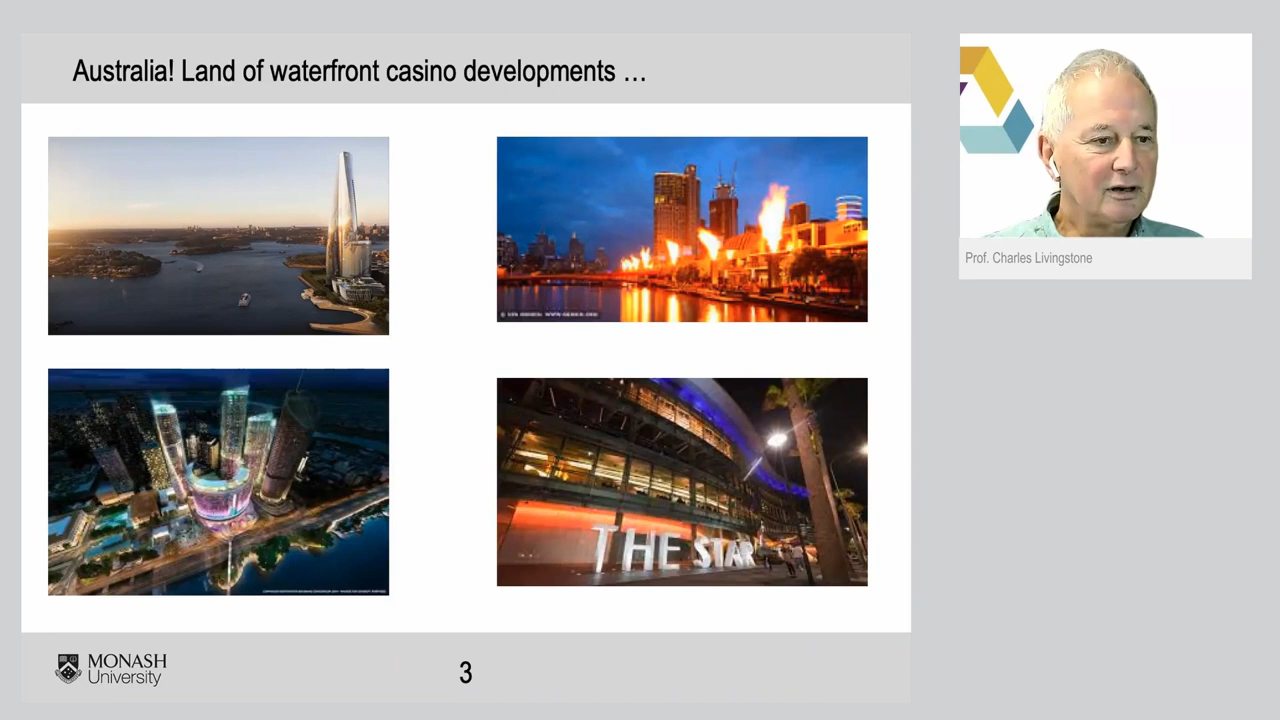 Australia! Land of waterfront casino developments …
THE STAR
MONASH
University
3
Prof. Charles Livingstone